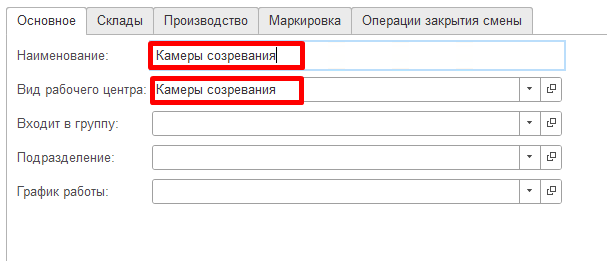 Основное Склады Производство Маркировка Операции закрытия смены
Наименование: Камеры созревания
Вид рабочего центра: Камеры созревания
Входит в группу:
Подразделение:
График работы: